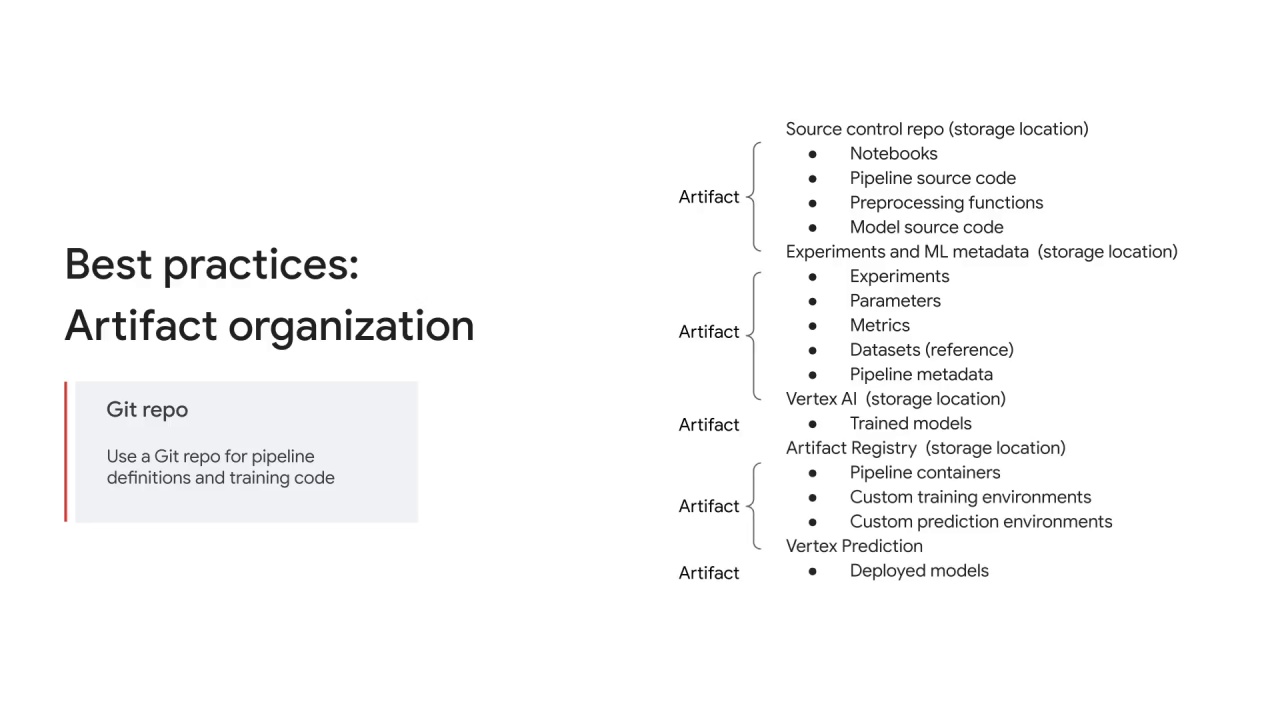 Best practices:
Artifact organization
Git repo
Use a Git repo for pipeline
definitions and training code
Source control repo (storage location)
Artifact
● Notebooks
● Pipeline source code
● Preprocessing functions
● Model source code
Experiments and ML metadata (storage location)
Artifact
● Experiments
● Parameters
● Metrics
● Datasets (reference)
● Pipeline metadata
Vertex AI (storage location)
Artifact
● Trained models
Artifact Registry (storage location)
Artifact
● Pipeline containers
● Custom training environments
● Custom prediction environments
Vertex Prediction
Artifact
● Deployed models